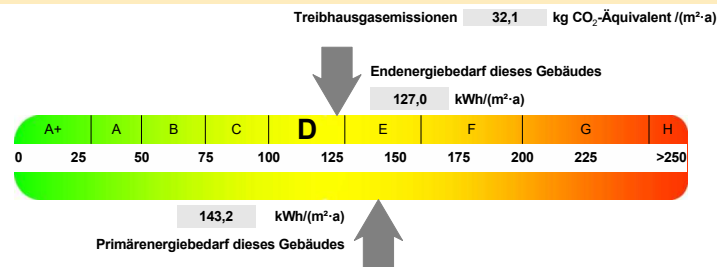 Treibhausgasemissionen 32,1 kg CO₂-Äquivalent /(m²·a)
Endenergiebedarf dieses Gebäudes
127,0 kWh/(m²·a)
A+ A B C D E F G H
0 25 50 75 100 125 150 175 200 225 >250
143,2 kWh/(m²·a)
Primärenergiebedarf dieses Gebäudes